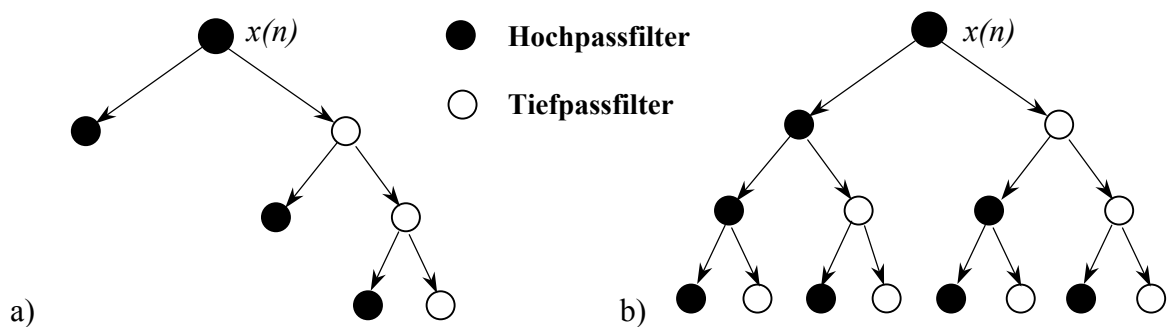 x(n)
Hochpassfilter
Tiefpassfilter
x(n)
a)
b)